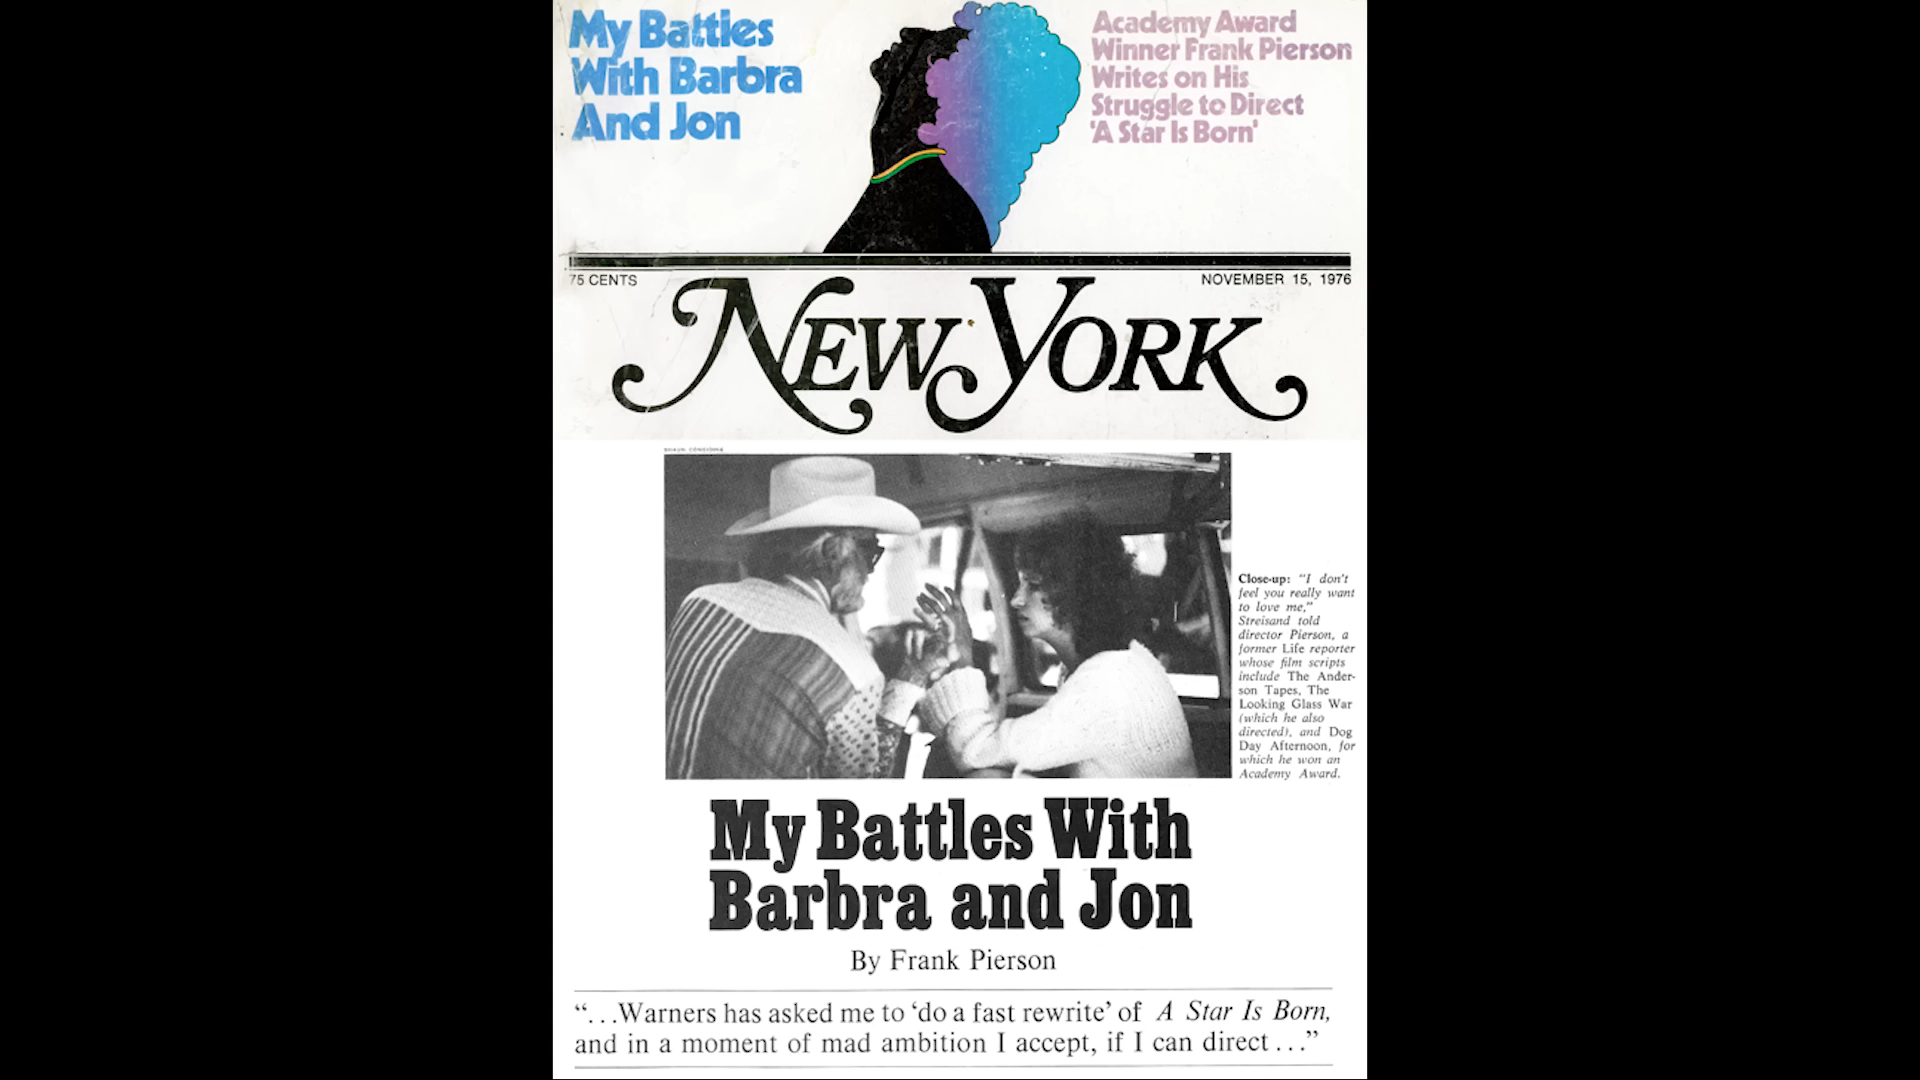 My Battles
With Barbra
And Jon
Academy Award
Winner Frank Pierson
Writes on His
Struggle to Direct
'A Star Is Born'
75 CENTS
NOVEMBER 15, 1976
NEW YORK
Close-up: "I don't
feel you really want
to love me,"
Streisand told
director Pierson, a
former Life reporter
whose film scripts
include The Ander-
son Tapes, The
Looking Glass War
(which he also
directed), and Dog
Day Afternoon, for
which he won an
Academy Award.
My Battles With
Barbra and Jon
By Frank Pierson
“...Warners has asked me to ‘do a fast rewrite’ of A Star Is Born,
and in a moment of mad ambition I accept, if I can direct...”